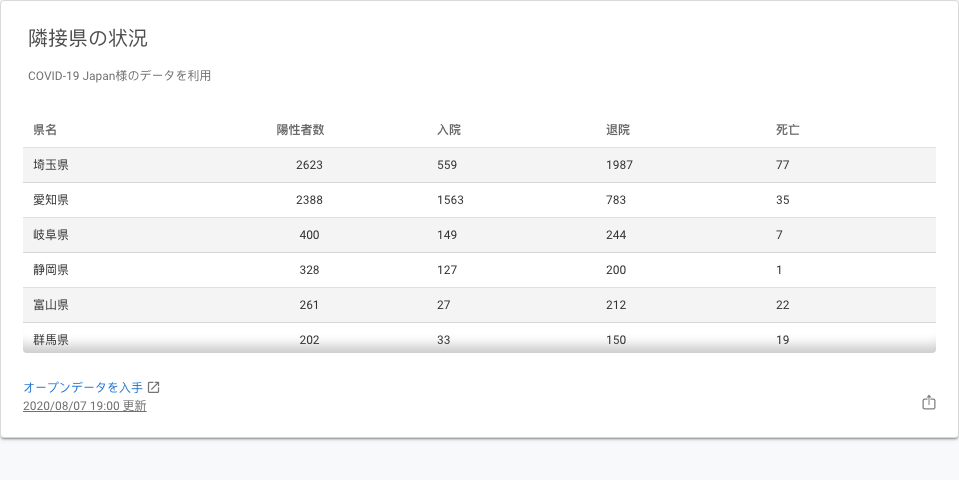 隣接県の状況
COVID-19 Japan様のデータを利用
県名 陽性者数 入院 退院 死亡
埼玉県 2623 559 1987 77
愛知県 2388 1563 783 35
岐阜県 400 149 244 7
静岡県 328 127 200 1
富山県 261 27 212 22
群馬県 202 33 150 19
オープンデータを入手
2020/08/07 19:00 更新